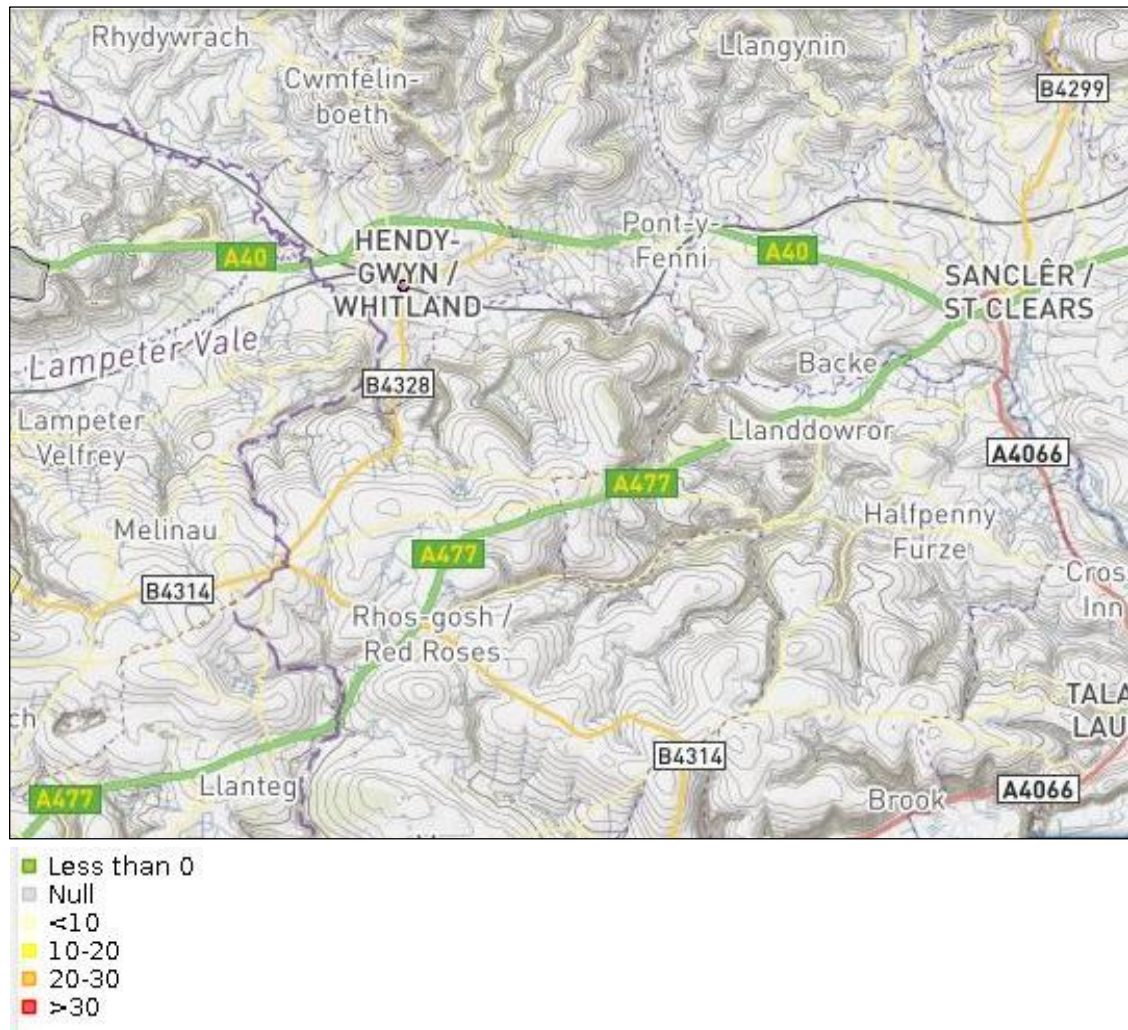 Rhydywrach
Llangynin
Cwmfelin-
boeth
B4299
Pont-y-
Fenni
HENDY-
GWYN /
WHITLAND
A40
A40
SANCLÊR /
ST CLEARS
Lampeter Vale
Backe
B4328
Lampeter
Velfrey
Llanddowror
A4066
A477
Melinau
Halfpenny
Furze
A477
Cros
Inn
B4314
Rhos-gosh /
Red Roses
TALA
LAU
ch
B4314
Llanteg
A477
Brook
A4066
Less than 0
Null
<10
10-20
20-30
>30